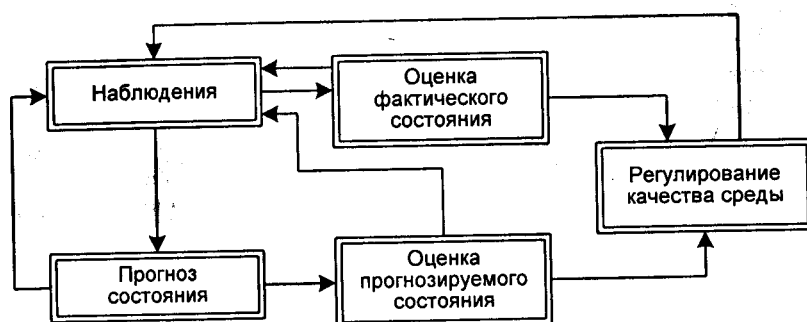 Наблюдения
Оценка
фактического
состояния
Регулирование
качества среды
Прогноз
состояния
Оценка
прогнозируемого
состояния